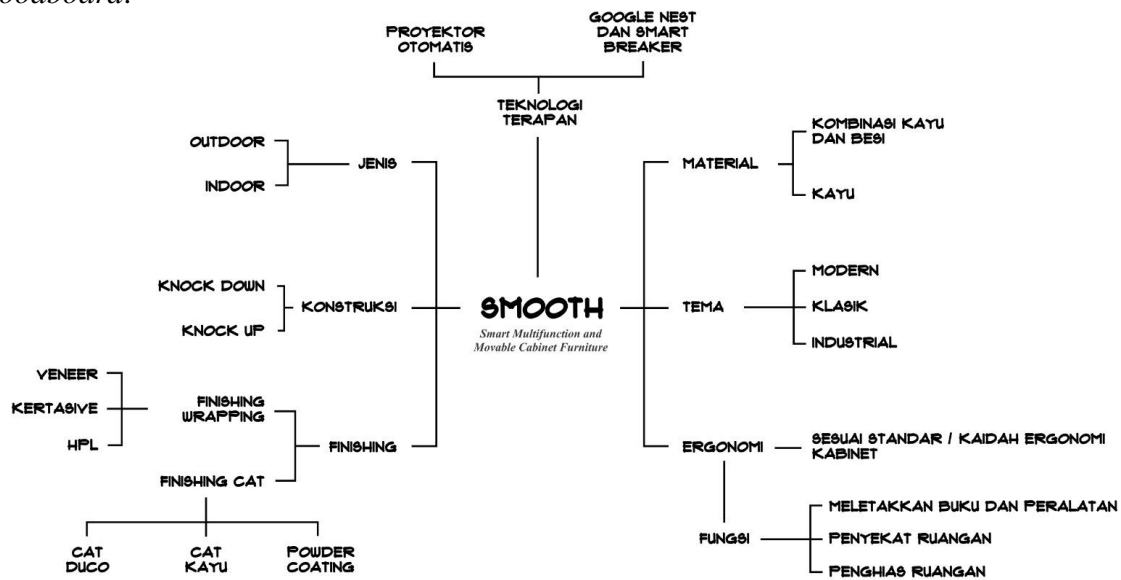 PROYEKTOR
OTOMATIS
GOOGLE NEST
DAN SMART
BREAKER
TEKNOLOGI
TERAPAN
OUTDOOR
INDOOR
JENIS
KNOCK DOWN
KNOCK UP
KONSTRUKSI
VENEER
KERTASIVE
HPL
FINISHING
WRAPPING
FINISHING CAT
FINISHING
CAT
DUCO
CAT
KAYU
POWDER
COATING
SMOOTH
Smart Multifunction and
Movable Cabinet Furniture
MATERIAL
KOMBINASI KAYU
DAN BESI
KAYU
TEMA
MODERN
KLASIK
INDUSTRIAL
ERGONOMI
SESUAI STANDAR / KAIDAH ERGONOMI
KABINET
FUNGSI
MELETAKKAN BUKU DAN PERALATAN
PENYEKAT RUANGAN
PENGHIAS RUANGAN